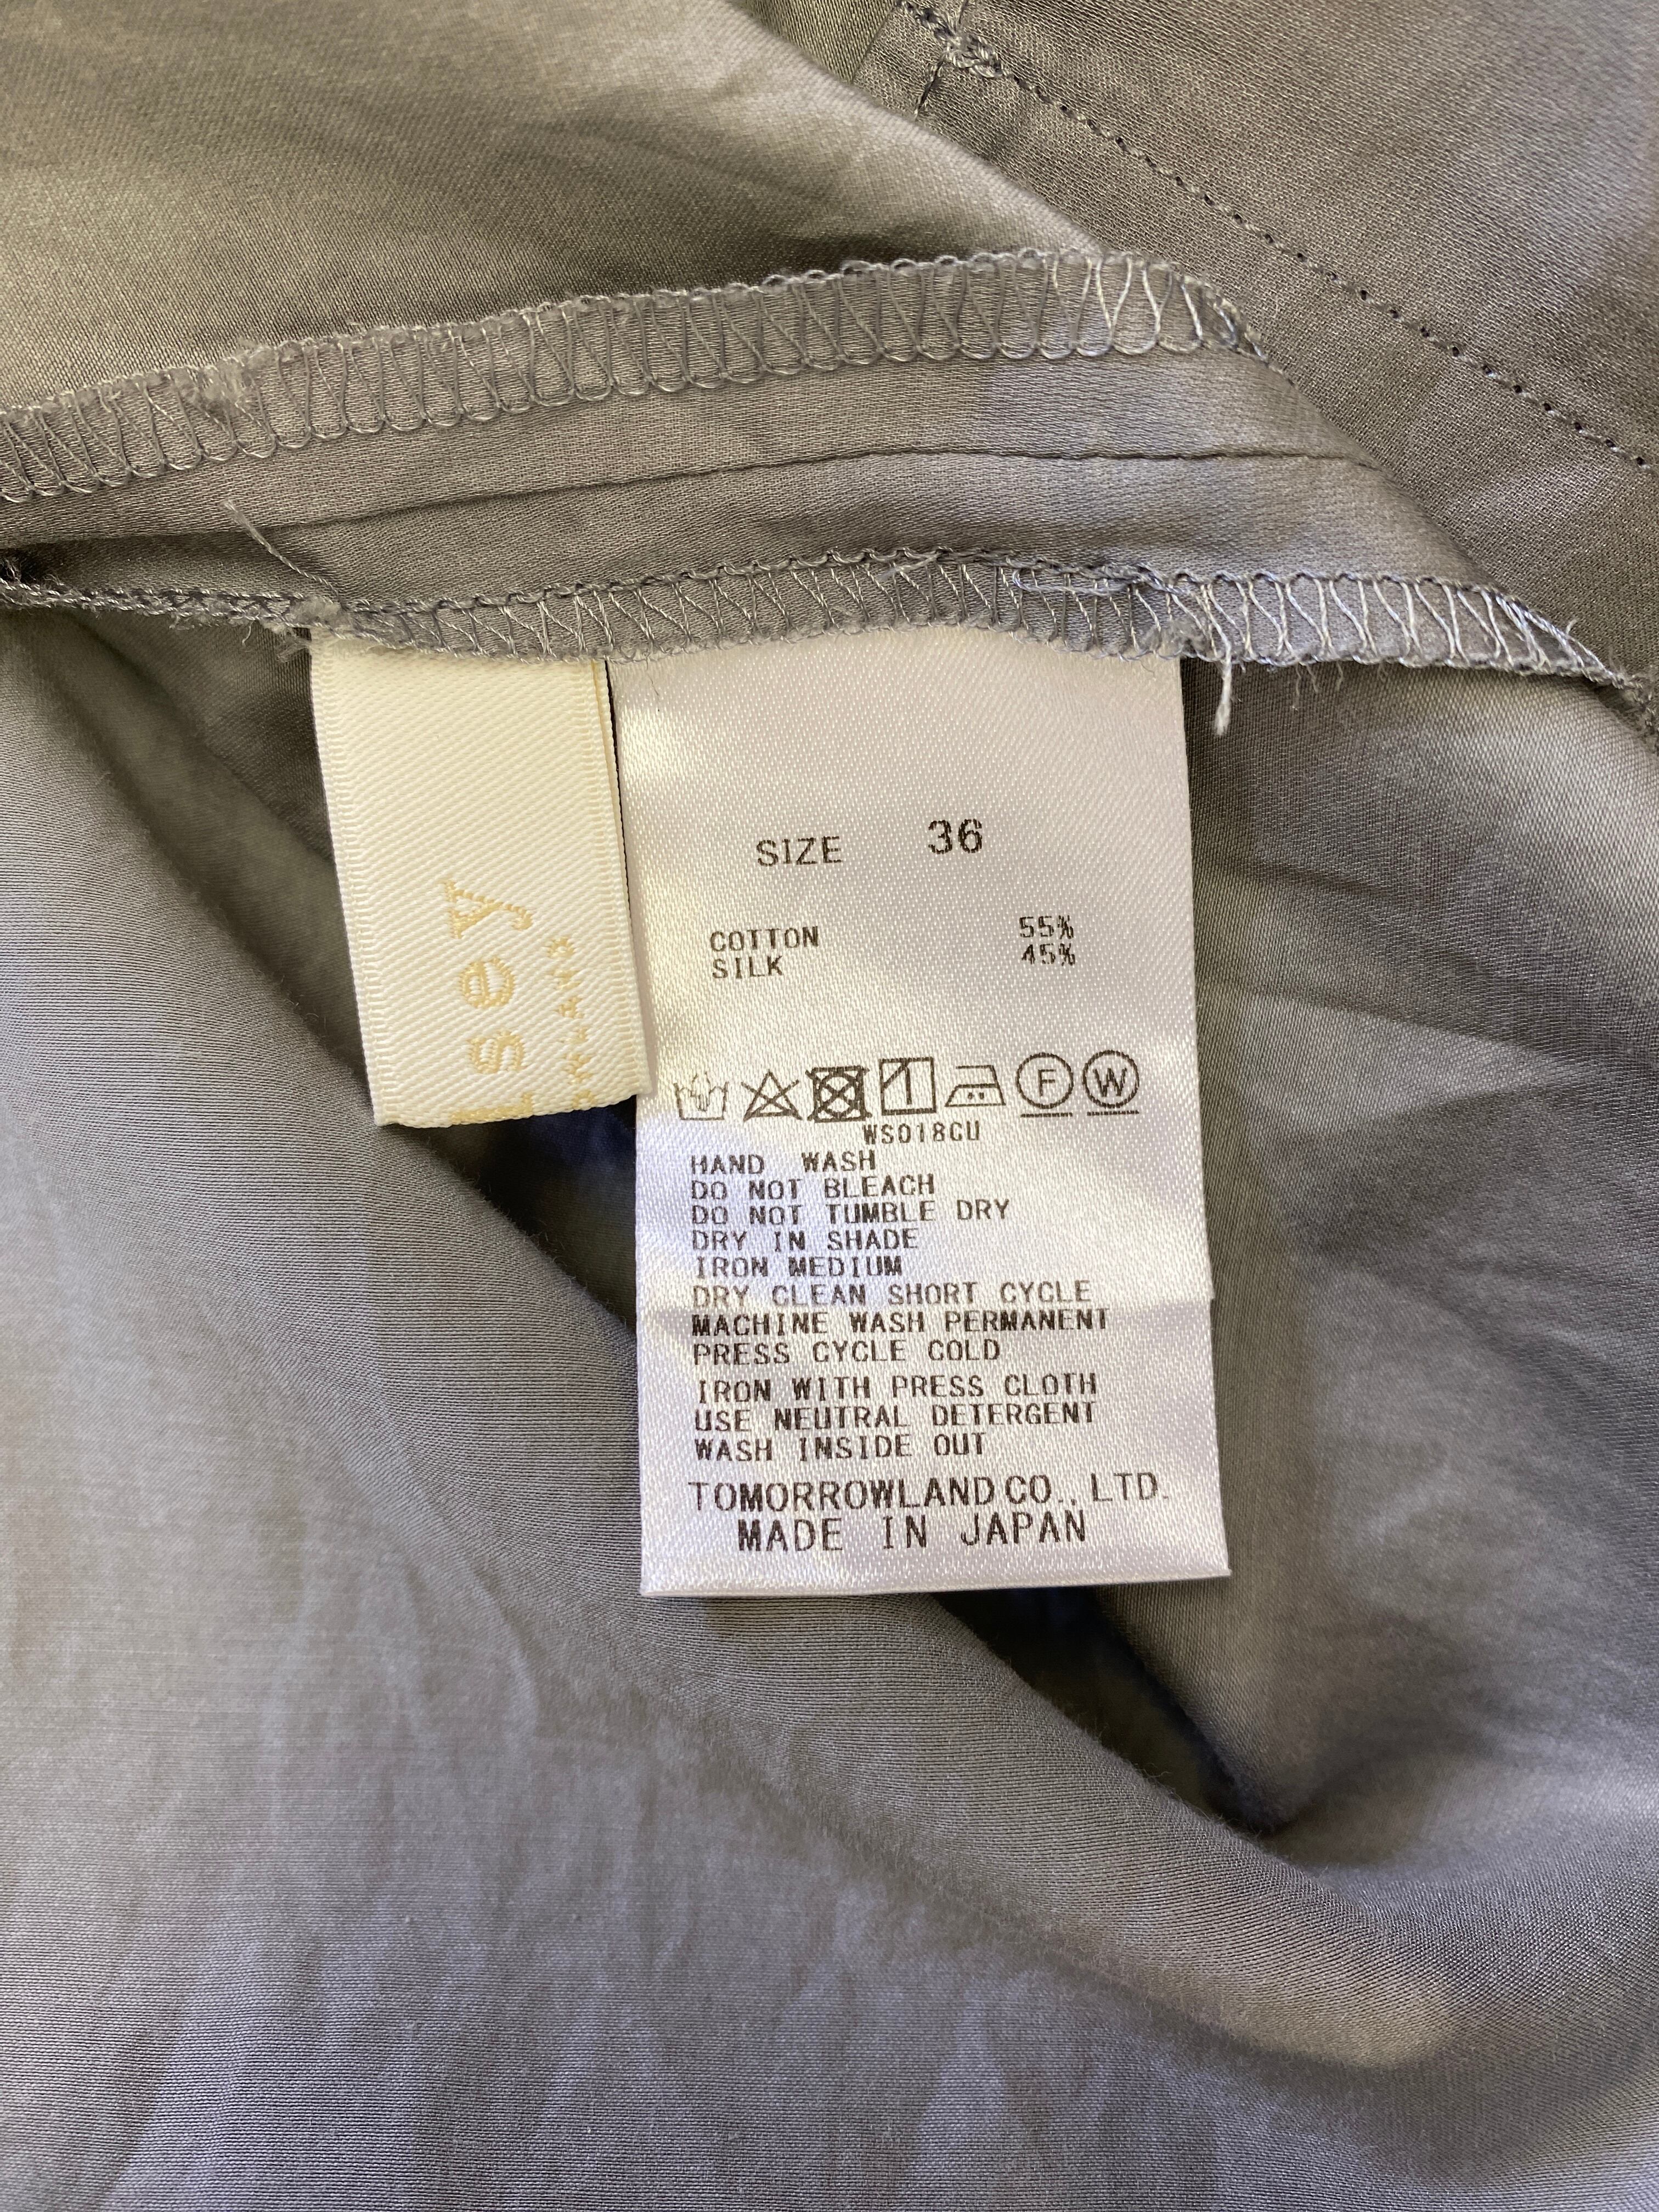 sey
SIZE 36
COTTON 55%
SILK 45%
F W
WS018CU
HAND WASH
DO NOT BLEACH
DO NOT TUMBLE DRY
DRY IN SHADE
IRON MEDIUM
DRY CLEAN SHORT CYCLE
MACHINE WASH PERMANENT
PRESS CYCLE COLD
IRON WITH PRESS CLOTH
USE NEUTRAL DETERGENT
WASH INSIDE OUT
TOMORROWLAND CO., LTD.
MADE IN JAPAN